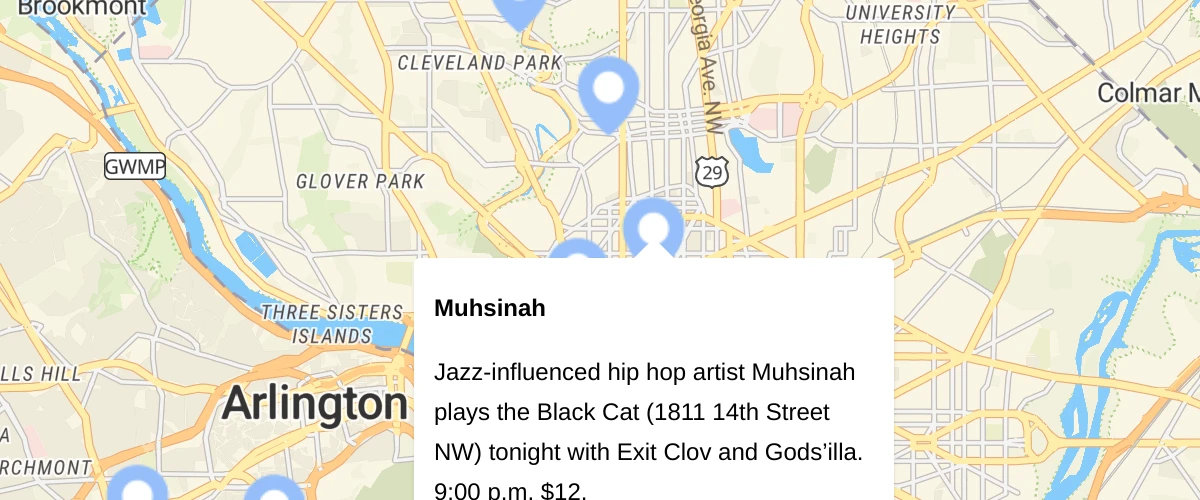 Brookmont
UNIVERSITY
HEIGHTS
Georgia Ave. NW
CLEVELAND PARK
Colmar M
GWMP
29
GLOVER PARK
THREE SISTERS
ISLANDS
LLS HILL
Arlington
A
RCHMONT
Muhsinah
Jazz-influenced hip hop artist Muhsinah
plays the Black Cat (1811 14th Street
NW) tonight with Exit Clov and Gods’illa.
9:00 p.m. $12.